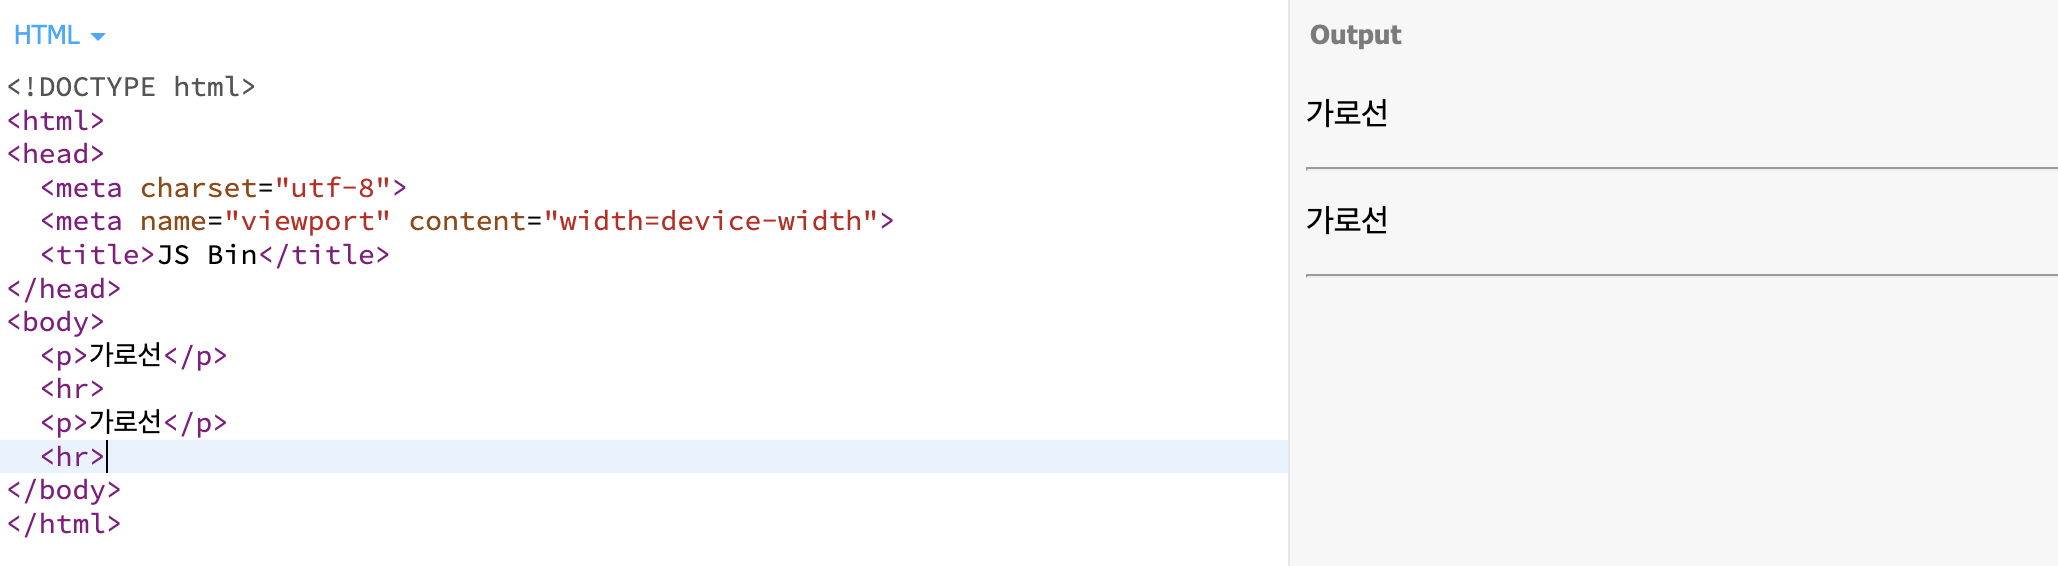 HTML
<!DOCTYPE html>
<html>
<head>
  <meta charset="utf-8">
  <meta name="viewport" content="width=device-width">
  <title>JS Bin</title>
</head>
<body>
  <p>가로선</p>
  <hr>
  <p>가로선</p>
  <hr>
</body>
</html>
Output
가로선
가로선